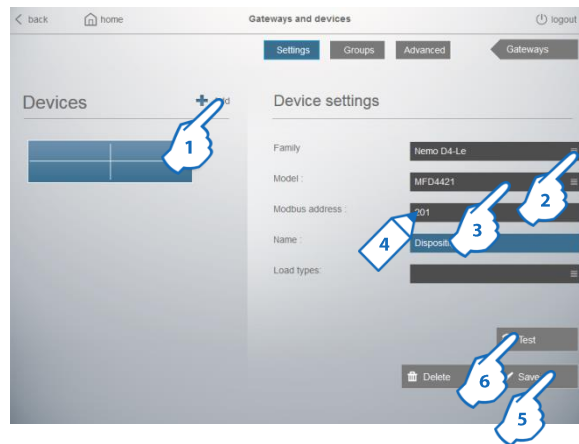 back
home
Gateways and devices
logout
Settings
Groups
Advanced
Gateways
Devices
Device settings
1
Family
Nemo D4-Le
2
Model :
MFD4421
3
Modbus address :
201
4
Name :
Load types:
Test
6
Delete
Save
5